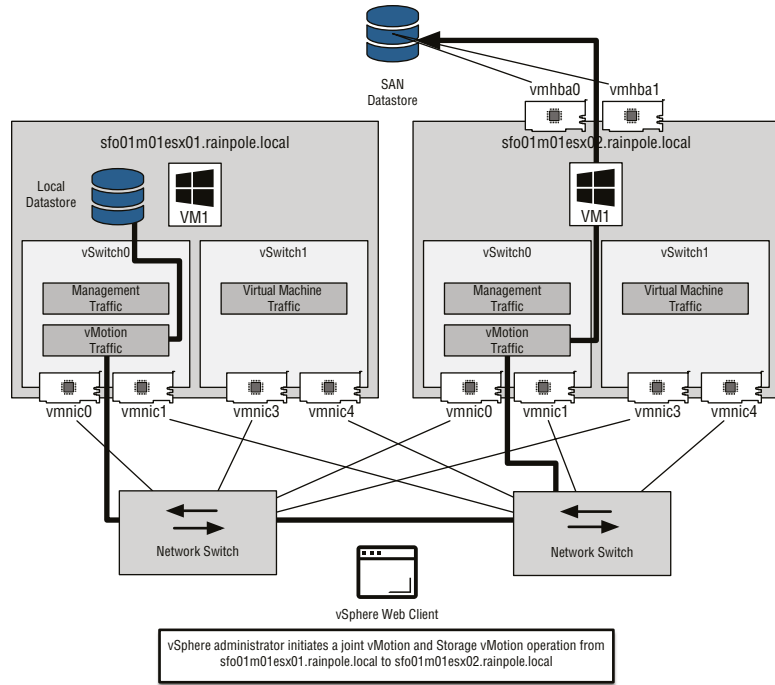 SAN
Datastore
vmhba0
vmhba1
sfo01m01esx01.rainpole.local
sfo01m01esx02.rainpole.local
Local
Datastore
VM1
VM1
vSwitch0
vSwitch1
vSwitch0
vSwitch1
Management
Traffic
Virtual Machine
Traffic
Management
Traffic
Virtual Machine
Traffic
vMotion
Traffic
vMotion
Traffic
vmnic0
vmnic1
vmnic3
vmnic4
vmnic0
vmnic1
vmnic3
vmnic4
Network Switch
Network Switch
vSphere Web Client
vSphere administrator initiates a joint vMotion and Storage vMotion operation from
sfo01m01esx01.rainpole.local to sfo01m01esx02.rainpole.local